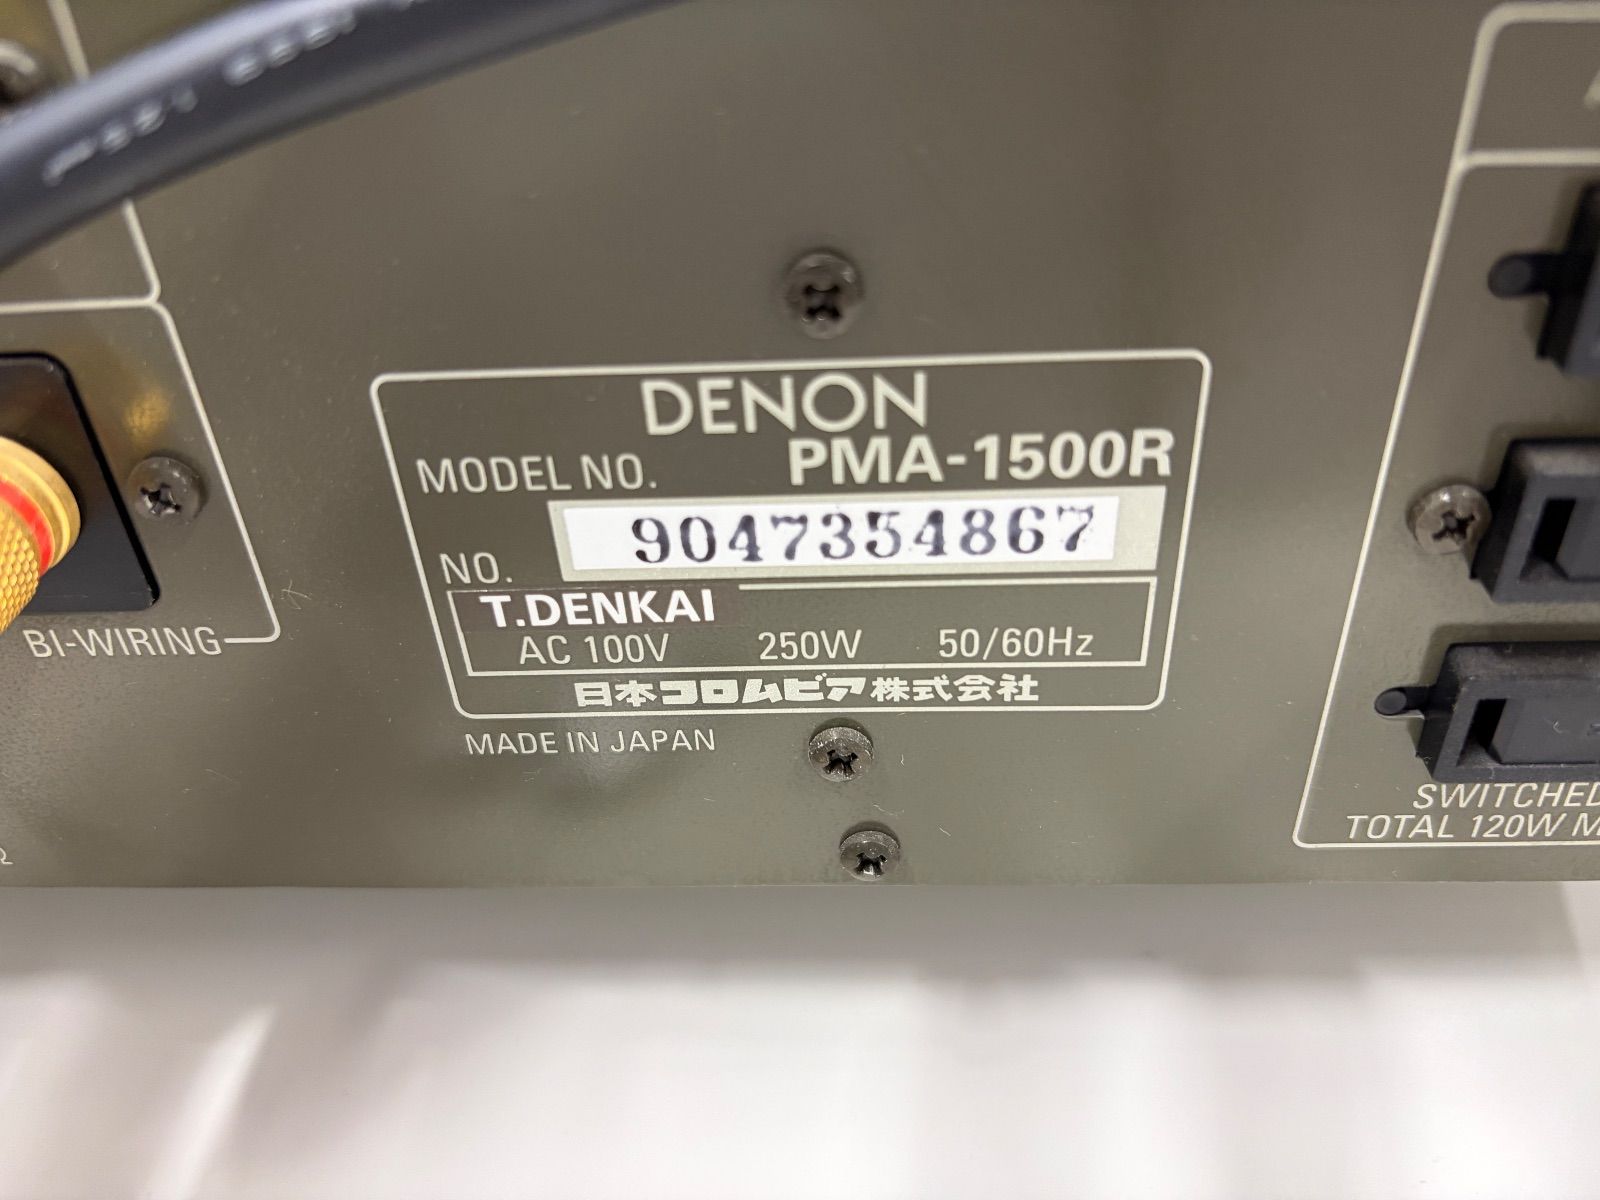 DENON
MODEL NO. PMA-1500R
NO. 9047354867
T.DENKAI
AC 100V 250W 50/60Hz
日本コロムビア株式会社
MADE IN JAPAN
BI-WIRING
SWITCHED
TOTAL 120W